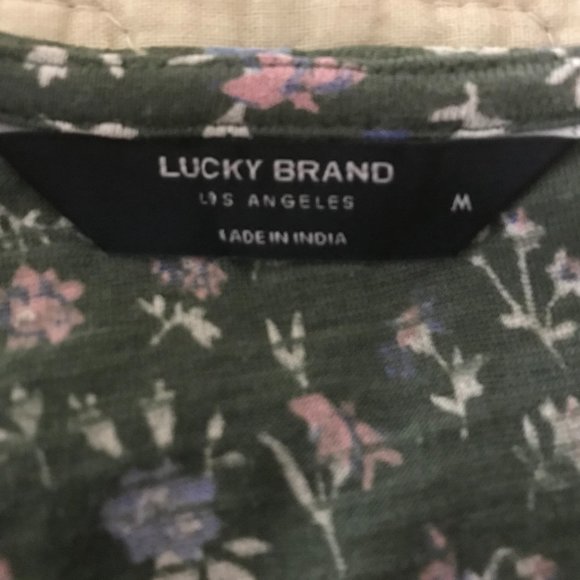 LUCKY BRAND
LOS ANGELES
M
MADE IN INDIA